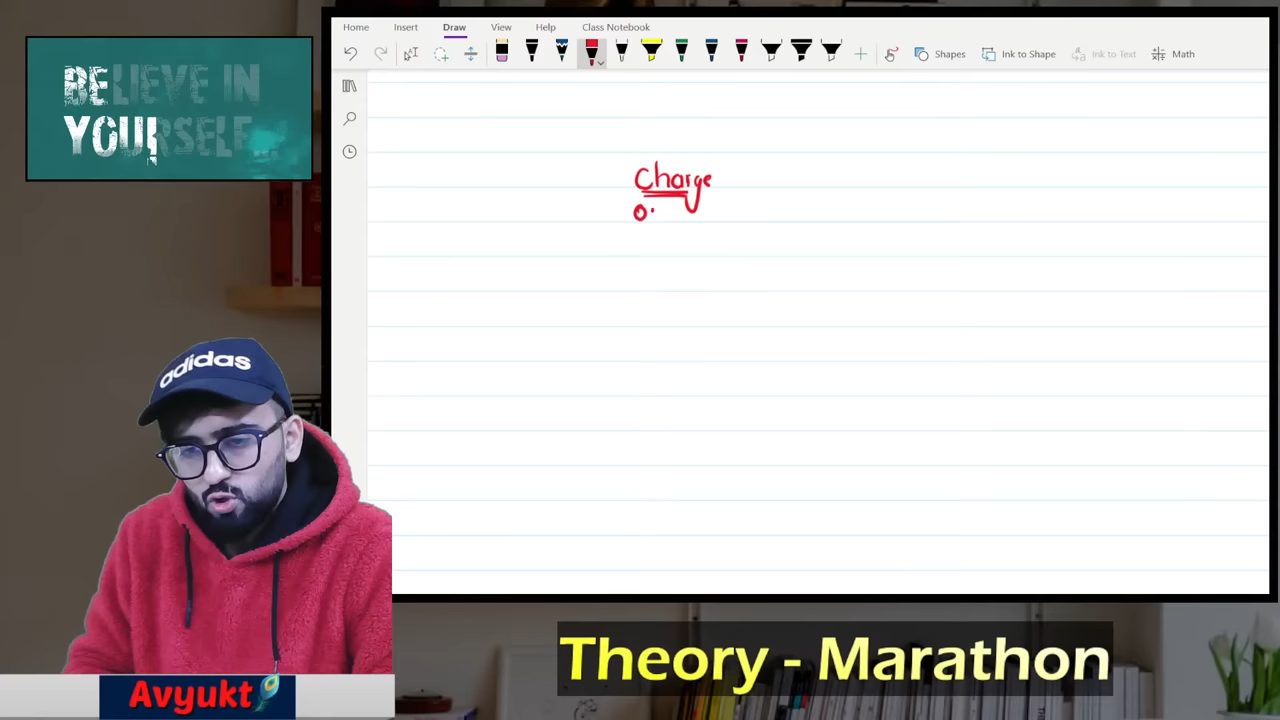 Home Insert Draw View Help Class Notebook
Shapes Ink to Shape Ink to Text Math
BELIEVE IN
YOURSELF...
Charge
adidas
Theory - Marathon
Avyukt